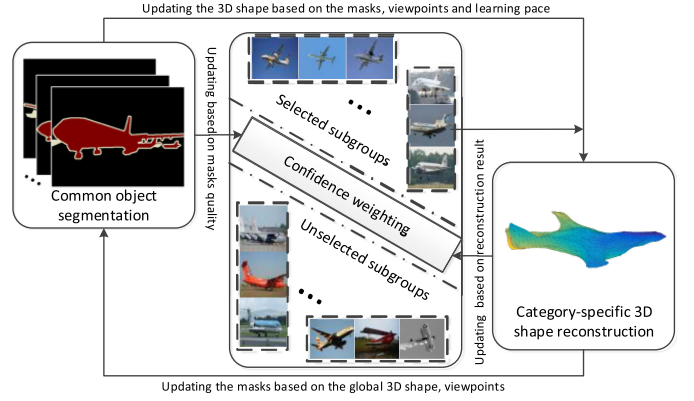 Updating the 3D shape based on the masks, viewpoints and learning pace
Common object
segmentation
Updating based on masks quality
Selected subgroups
Confidence weighting
Unselected subgroups
Updating based on reconstruction result
Category-specific 3D
shape reconstruction
Updating the masks based on the global 3D shape, viewpoints